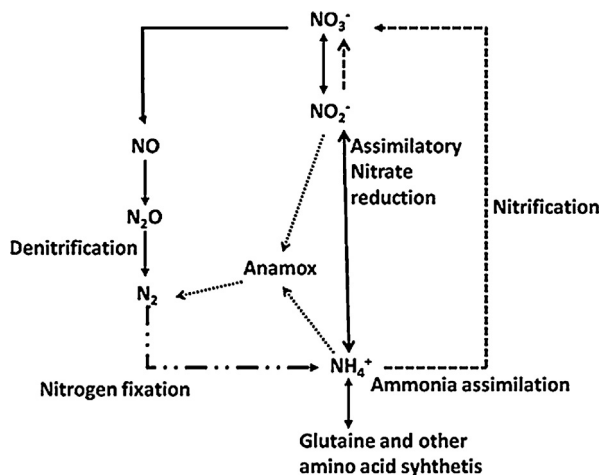 NO₃⁻
NO₂⁻
NO
Assimilatory
Nitrate
reduction
Nitrification
N₂O
Denitrification
Anamox
N₂
NH₄⁺
Nitrogen fixation
Ammonia assimilation
Glutaine and other
amino acid syhthetis